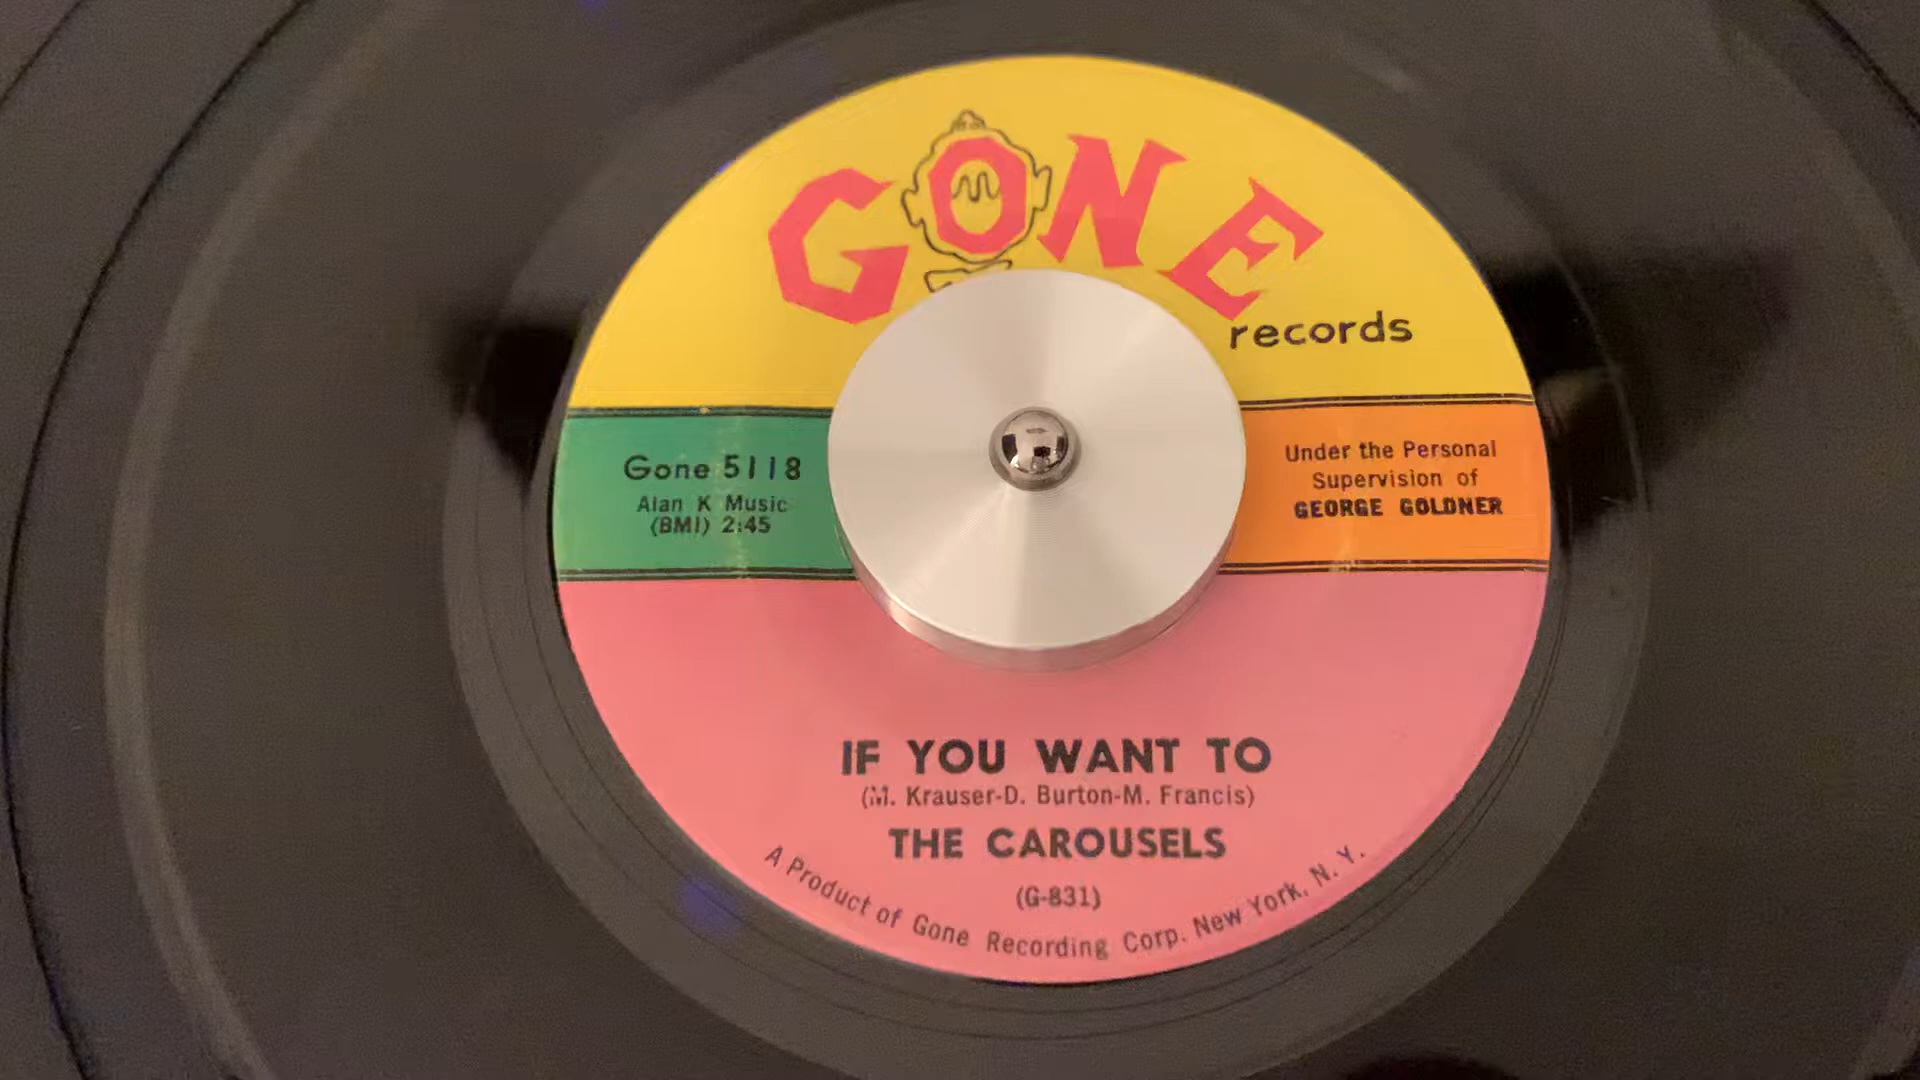 GONE
records
Gone 5118
Alan K Music
(BMI) 2:45
Under the Personal
Supervision of
GEORGE GOLDNER
IF YOU WANT TO
(M. Krauser-D. Burton-M. Francis)
THE CAROUSELS
(G-831)
A Product of Gone Recording Corp. New York, N. Y.